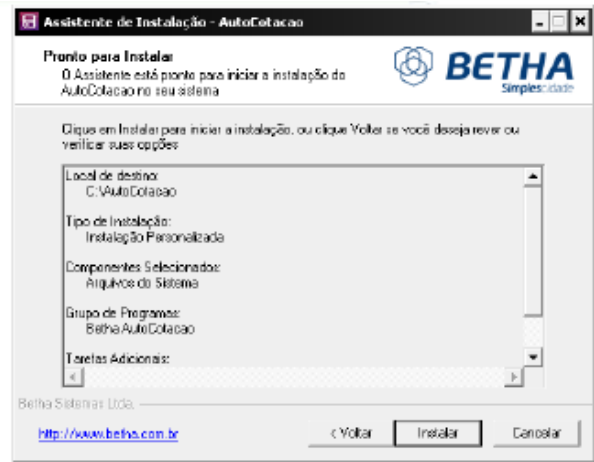 Assistente de Instalação - AutoCotacao
Pronto para Instalar
O Assistente está pronto para iniciar a instalação do
AutoCotacao no seu sistema
BETHA
Simplescidade
Clique em Instalar para iniciar a instalação, ou clique Voltar se você deseja rever ou
verificar suas opções
Local de destino:
C:\AutoCotacao
Tipo de Instalação:
Instalação Personalizada
Componentes Selecionados:
Arquivos do Sistema
Grupo de Programas:
Betha AutoCotacao
Tarefas Adicionais:
Betha Sistemas Ltda.
http://www.betha.com.br
< Voltar
Instalar
Cancelar